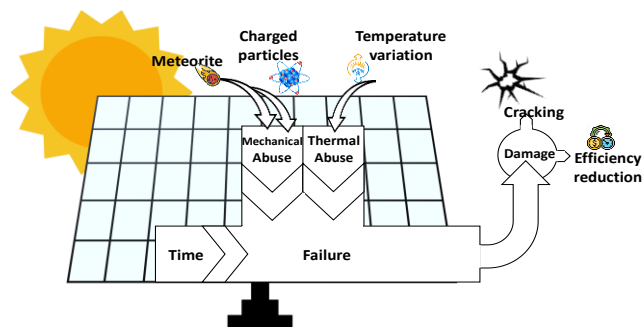 Meteorite
Charged
particles
Temperature
variation
Mechanical
Abuse
Thermal
Abuse
Cracking
Damage
Efficiency
reduction
Time
Failure